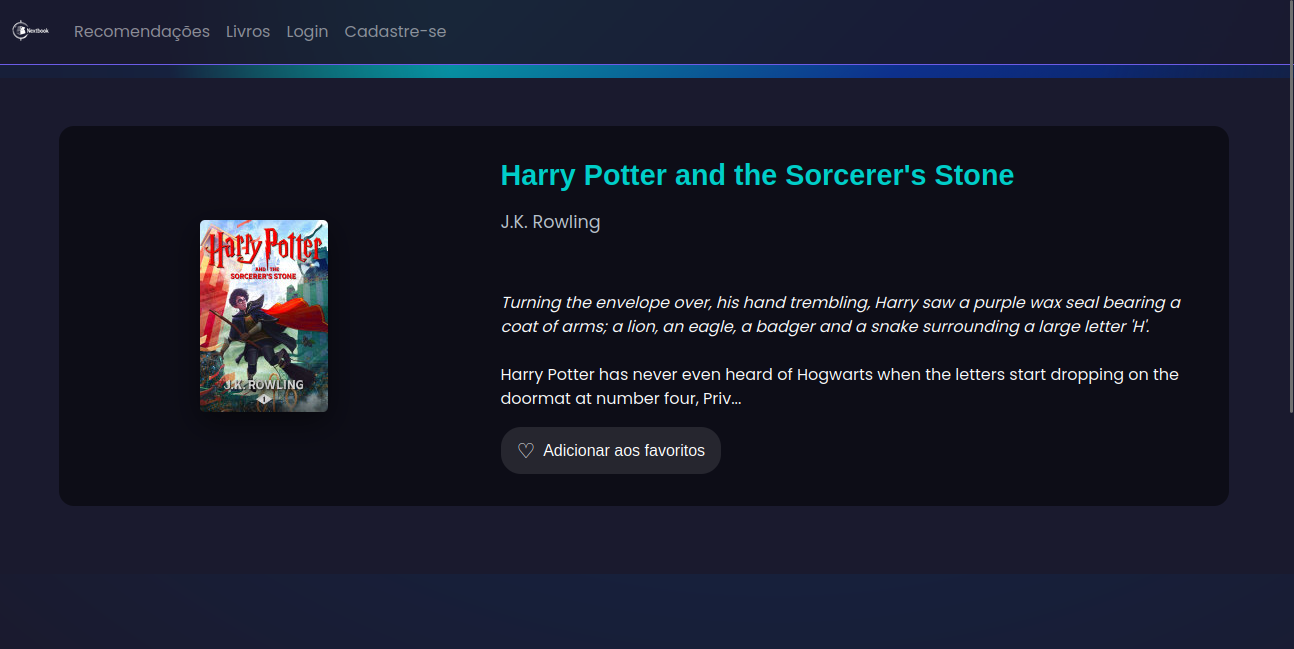 Nextbook
Recomendações
Livros
Login
Cadastre-se
Harry Potter and the Sorcerer's Stone
J.K. Rowling
Harry Potter
AND THE
SORCERER'S STONE
J.K. ROWLING
1
Turning the envelope over, his hand trembling, Harry saw a purple wax seal bearing a
coat of arms; a lion, an eagle, a badger and a snake surrounding a large letter 'H'.
Harry Potter has never even heard of Hogwarts when the letters start dropping on the
doormat at number four, Priv...
♡ Adicionar aos favoritos